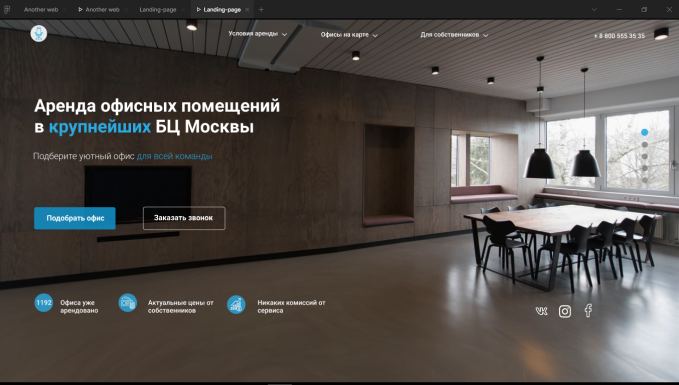 Another web
Another web
Landing-page
Landing-page
Условия аренды
Офисы на карте
Для собственников
+ 8 800 555 35 35
Аренда офисных помещений
в крупнейших БЦ Москвы
Подберите уютный офис для всей команды
Подобрать офис
Заказать звонок
1192
Офиса уже
арендовано
Актуальные цены от
собственников
Никаких комиссий от
сервиса